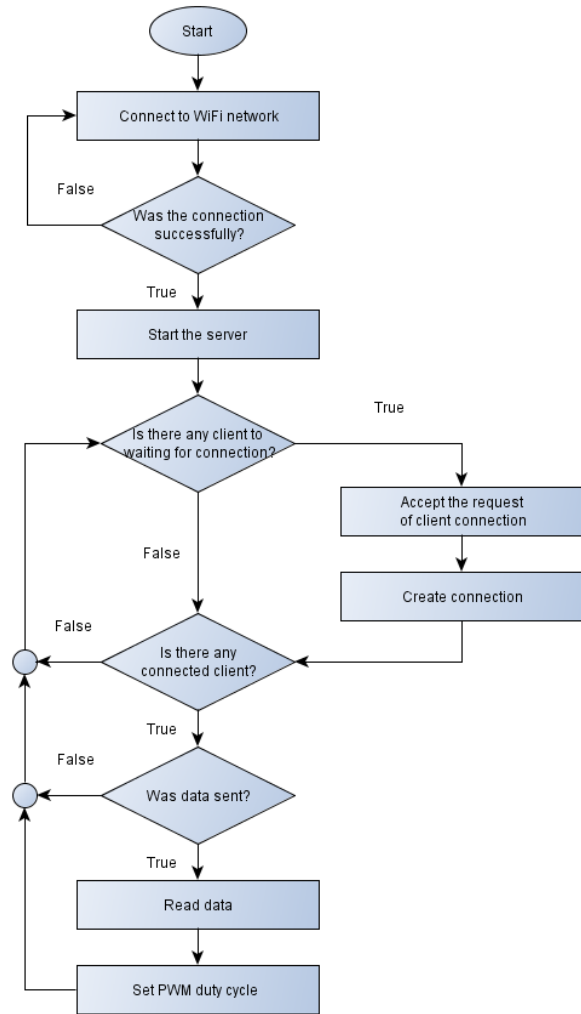 Start
Connect to WiFi network
False
Was the connection
successfully?
True
Start the server
True
Is there any client to
waiting for connection?
Accept the request
of client connection
False
Create connection
False
Is there any
connected client?
True
False
Was data sent?
True
Read data
Set PWM duty cycle